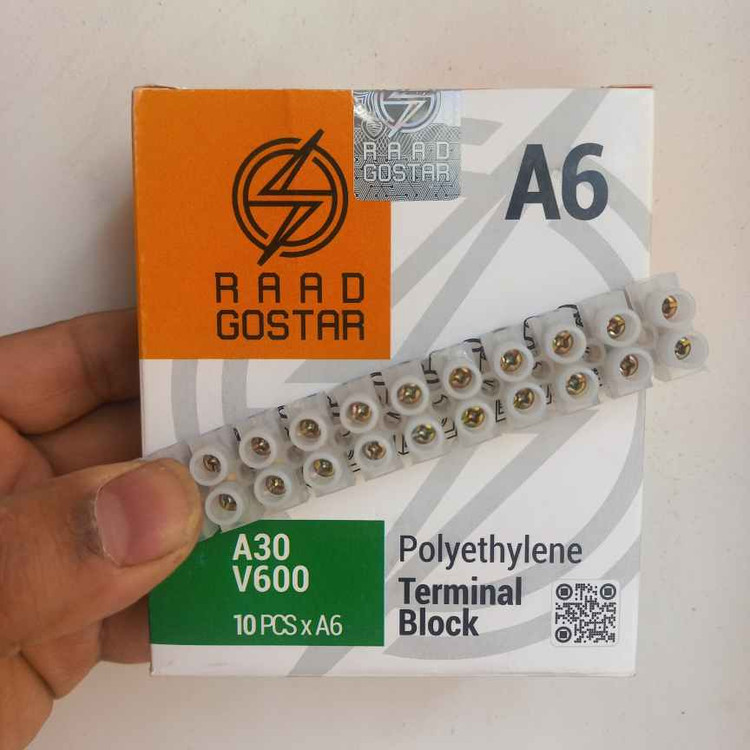 RAAD
GOSTAR
A6
RAAD
GOSTAR
A30
V600
10 PCS x A6
Polyethylene
Terminal
Block